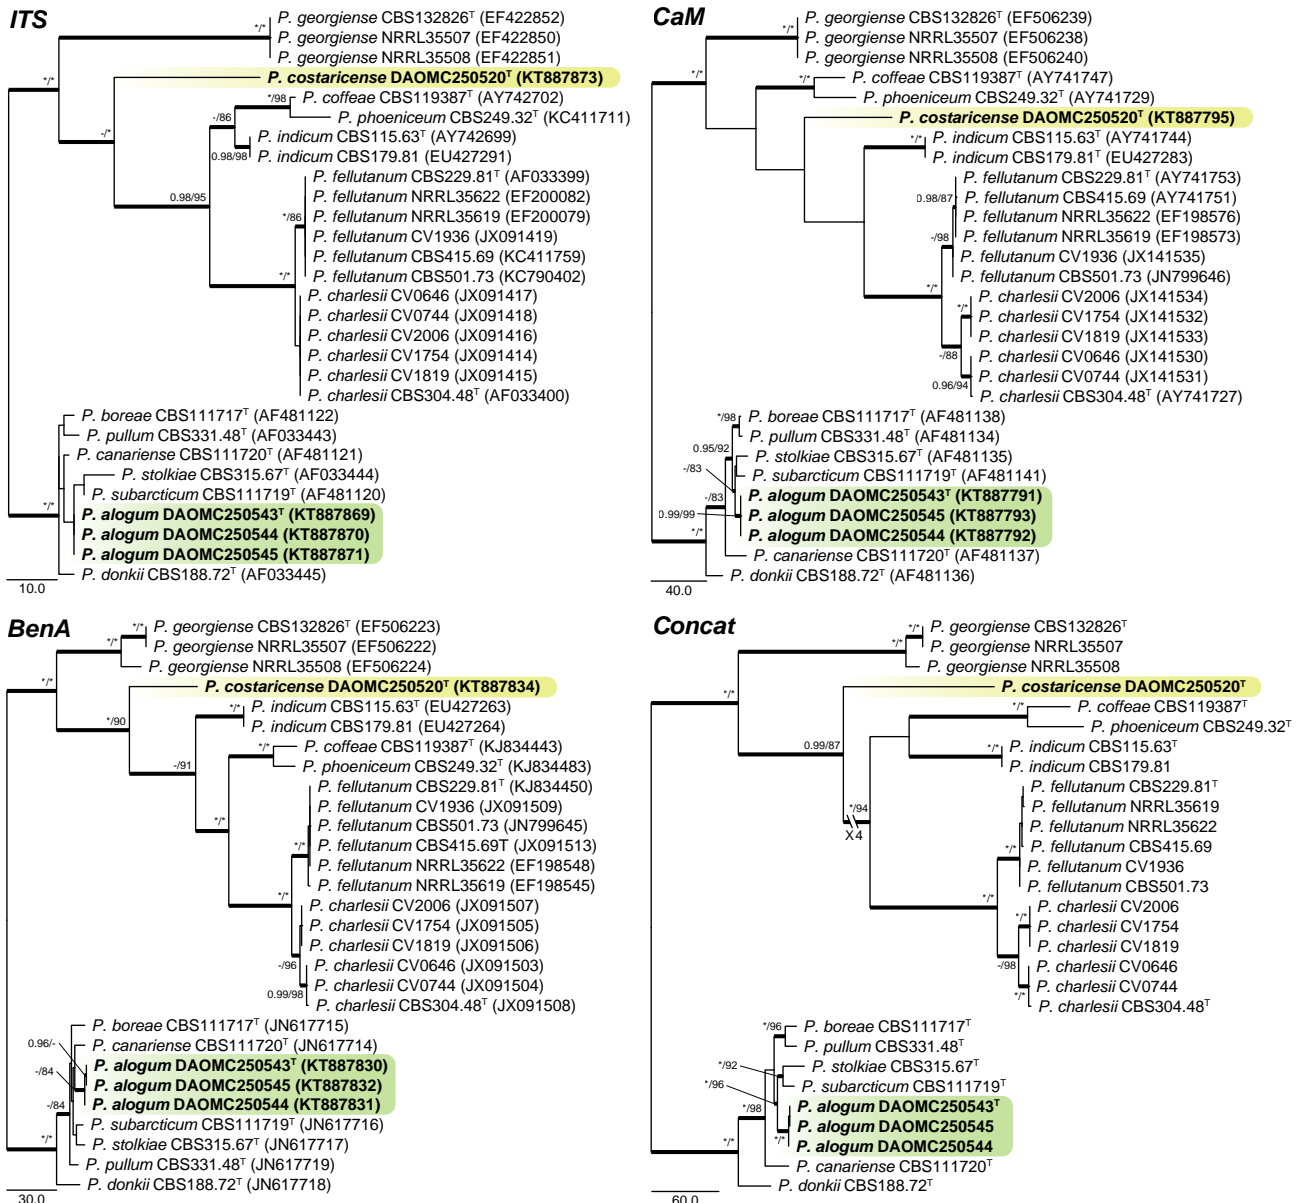 ITS
*/*
P. georgiense CBS132826T (EF422852)
P. georgiense NRRL35507 (EF422850)
P. georgiense NRRL35508 (EF422851)
*/*
P. costaricense DAOMC250520T (KT887873)
*/98
P. coffeae CBS119387T (AY742702)
-/86
P. phoeniceum CBS249.32T (KC411711)
-/*
P. indicum CBS115.63T (AY742699)
0.98/98
P. indicum CBS179.81 (EU427291)
P. fellutanum CBS229.81T (AF033399)
0.98/95
P. fellutanum NRRL35622 (EF200082)
*/86
P. fellutanum NRRL35619 (EF200079)
P. fellutanum CV1936 (JX091419)
P. fellutanum CBS415.69 (KC411759)
*/*
P. fellutanum CBS501.73 (KC790402)
P. charlesii CV0646 (JX091417)
P. charlesii CV0744 (JX091418)
P. charlesii CV2006 (JX091416)
P. charlesii CV1754 (JX091414)
P. charlesii CV1819 (JX091415)
P. charlesii CBS304.48T (AF033400)
P. boreae CBS111717T (AF481122)
P. pullum CBS331.48T (AF033443)
P. canariense CBS111720T (AF481121)
P. stolkiae CBS315.67T (AF033444)
P. subarcticum CBS111719T (AF481120)
*/*
P. alogum DAOMC250543T (KT887869)
P. alogum DAOMC250544 (KT887870)
P. alogum DAOMC250545 (KT887871)
P. donkii CBS188.72T (AF033445)
10.0
CaM
*/*
P. georgiense CBS132826T (EF506239)
P. georgiense NRRL35507 (EF506238)
P. georgiense NRRL35508 (EF506240)
*/*
*/*
P. coffeae CBS119387T (AY741747)
P. phoeniceum CBS249.32T (AY741729)
P. costaricense DAOMC250520T (KT887795)
*/*
P. indicum CBS115.63T (AY741744)
P. indicum CBS179.81T (EU427283)
P. fellutanum CBS229.81T (AY741753)
0.98/87
P. fellutanum CBS415.69 (AY741751)
P. fellutanum NRRL35622 (EF198576)
-/98
P. fellutanum NRRL35619 (EF198573)
P. fellutanum CV1936 (JX141535)
P. fellutanum CBS501.73 (JN799646)
*/*
P. charlesii CV2006 (JX141534)
*/*
P. charlesii CV1754 (JX141532)
P. charlesii CV1819 (JX141533)
-/88
P. charlesii CV0646 (JX141530)
P. charlesii CV0744 (JX141531)
0.96/94
P. charlesii CBS304.48T (AY741727)
*/98
P. boreae CBS111717T (AF481138)
P. pullum CBS331.48T (AF481134)
0.95/92
P. stolkiae CBS315.67T (AF481135)
-/83
P. subarcticum CBS111719T (AF481141)
-/83
P. alogum DAOMC250543T (KT887791)
0.99/99
P. alogum DAOMC250545 (KT887793)
*/*
P. alogum DAOMC250544 (KT887792)
P. canariense CBS111720T (AF481137)
P. donkii CBS188.72T (AF481136)
40.0
BenA
*/*
P. georgiense CBS132826T (EF506223)
*/*
P. georgiense NRRL35507 (EF506222)
P. georgiense NRRL35508 (EF506224)
*/*
P. costaricense DAOMC250520T (KT887834)
*/*
P. indicum CBS115.63T (EU427263)
*/90
P. indicum CBS179.81 (EU427264)
*/*
P. coffeae CBS119387T (KJ834443)
-/91
P. phoeniceum CBS249.32T (KJ834483)
P. fellutanum CBS229.81T (KJ834450)
P. fellutanum CV1936 (JX091509)
*/*
P. fellutanum CBS501.73 (JN799645)
P. fellutanum CBS415.69T (JX091513)
*/*
P. fellutanum NRRL35622 (EF198548)
P. fellutanum NRRL35619 (EF198545)
*/*
P. charlesii CV2006 (JX091507)
P. charlesii CV1754 (JX091505)
P. charlesii CV1819 (JX091506)
-/96
P. charlesii CV0646 (JX091503)
P. charlesii CV0744 (JX091504)
0.99/98
P. charlesii CBS304.48T (JX091508)
P. boreae CBS111717T (JN617715)
0.96/-
P. canariense CBS111720T (JN617714)
-/84
P. alogum DAOMC250543T (KT887830)
P. alogum DAOMC250545 (KT887832)
-/84
P. alogum DAOMC250544 (KT887831)
P. subarcticum CBS111719T (JN617716)
*/*
P. stolkiae CBS315.67T (JN617717)
P. pullum CBS331.48T (JN617719)
P. donkii CBS188.72T (JN617718)
30.0
Concat
*/*
P. georgiense CBS132826T
P. georgiense NRRL35507
P. georgiense NRRL35508
*/*
P. costaricense DAOMC250520T
*/*
P. coffeae CBS119387T
P. phoeniceum CBS249.32T
0.99/87
*/*
P. indicum CBS115.63T
P. indicum CBS179.81
P. fellutanum CBS229.81T
*/94
P. fellutanum NRRL35619
X4
P. fellutanum NRRL35622
*/*
P. fellutanum CBS415.69
P. fellutanum CV1936
P. fellutanum CBS501.73
*/*
*/*
P. charlesii CV2006
P. charlesii CV1754
P. charlesii CV1819
-/98
P. charlesii CV0646
P. charlesii CV0744
*/*
P. charlesii CBS304.48T
*/96
P. boreae CBS111717T
P. pullum CBS331.48T
*/92
P. stolkiae CBS315.67T
*/96
P. subarcticum CBS111719T
*/98
P. alogum DAOMC250543T
P. alogum DAOMC250545
*/*
*/*
P. alogum DAOMC250544
P. canariense CBS111720T
P. donkii CBS188.72T
60.0